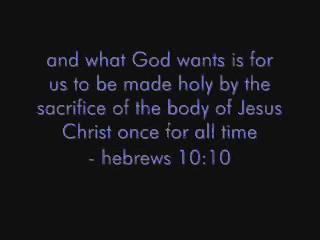 and what God wants is for
us to be made holy by the
sacrifice of the body of Jesus
Christ once for all time
- hebrews 10:10